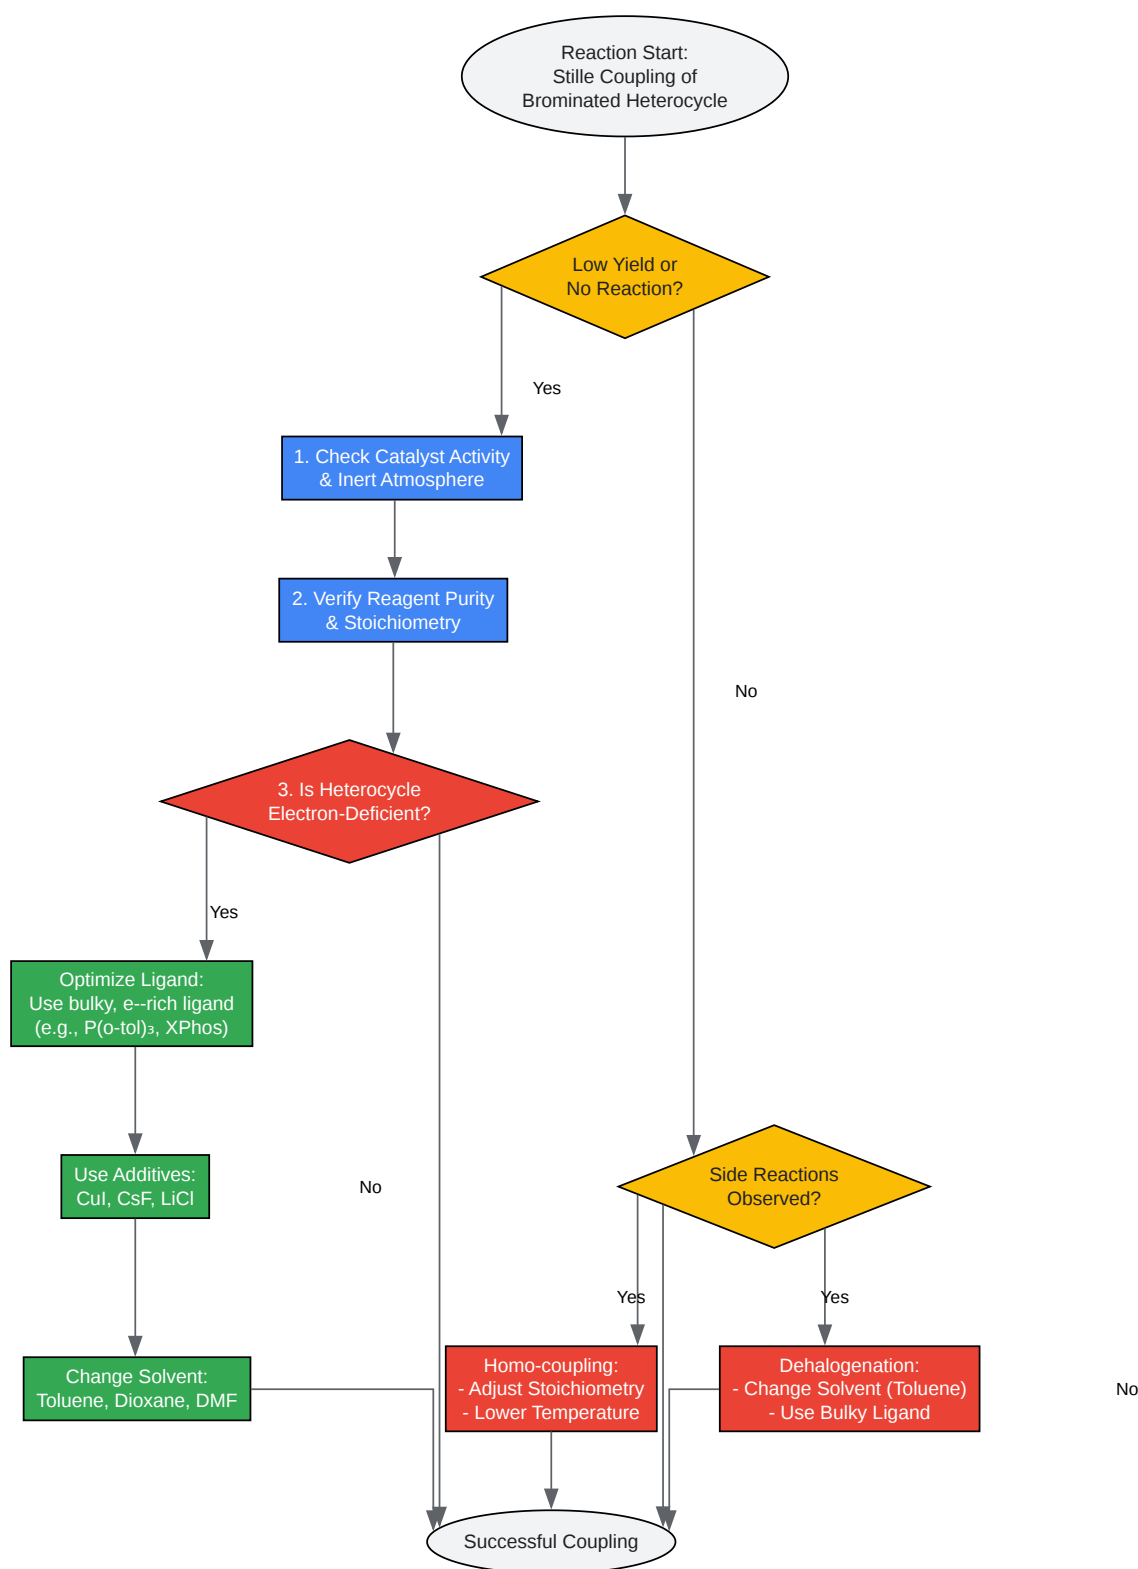 Reaction Start:
Stille Coupling of
Brominated Heterocycle
Low Yield or
No Reaction?
Yes
1. Check Catalyst Activity
& Inert Atmosphere
2. Verify Reagent Purity
& Stoichiometry
No
3. Is Heterocycle
Electron-Deficient?
Yes
Optimize Ligand:
Use bulky, e--rich ligand
(e.g., P(o-tol)₃, XPhos)
Use Additives:
CuI, CsF, LiCl
No
Side Reactions
Observed?
Yes
Yes
Change Solvent:
Toluene, Dioxane, DMF
Homo-coupling:
- Adjust Stoichiometry
- Lower Temperature
Dehalogenation:
- Change Solvent (Toluene)
- Use Bulky Ligand
No
Successful Coupling